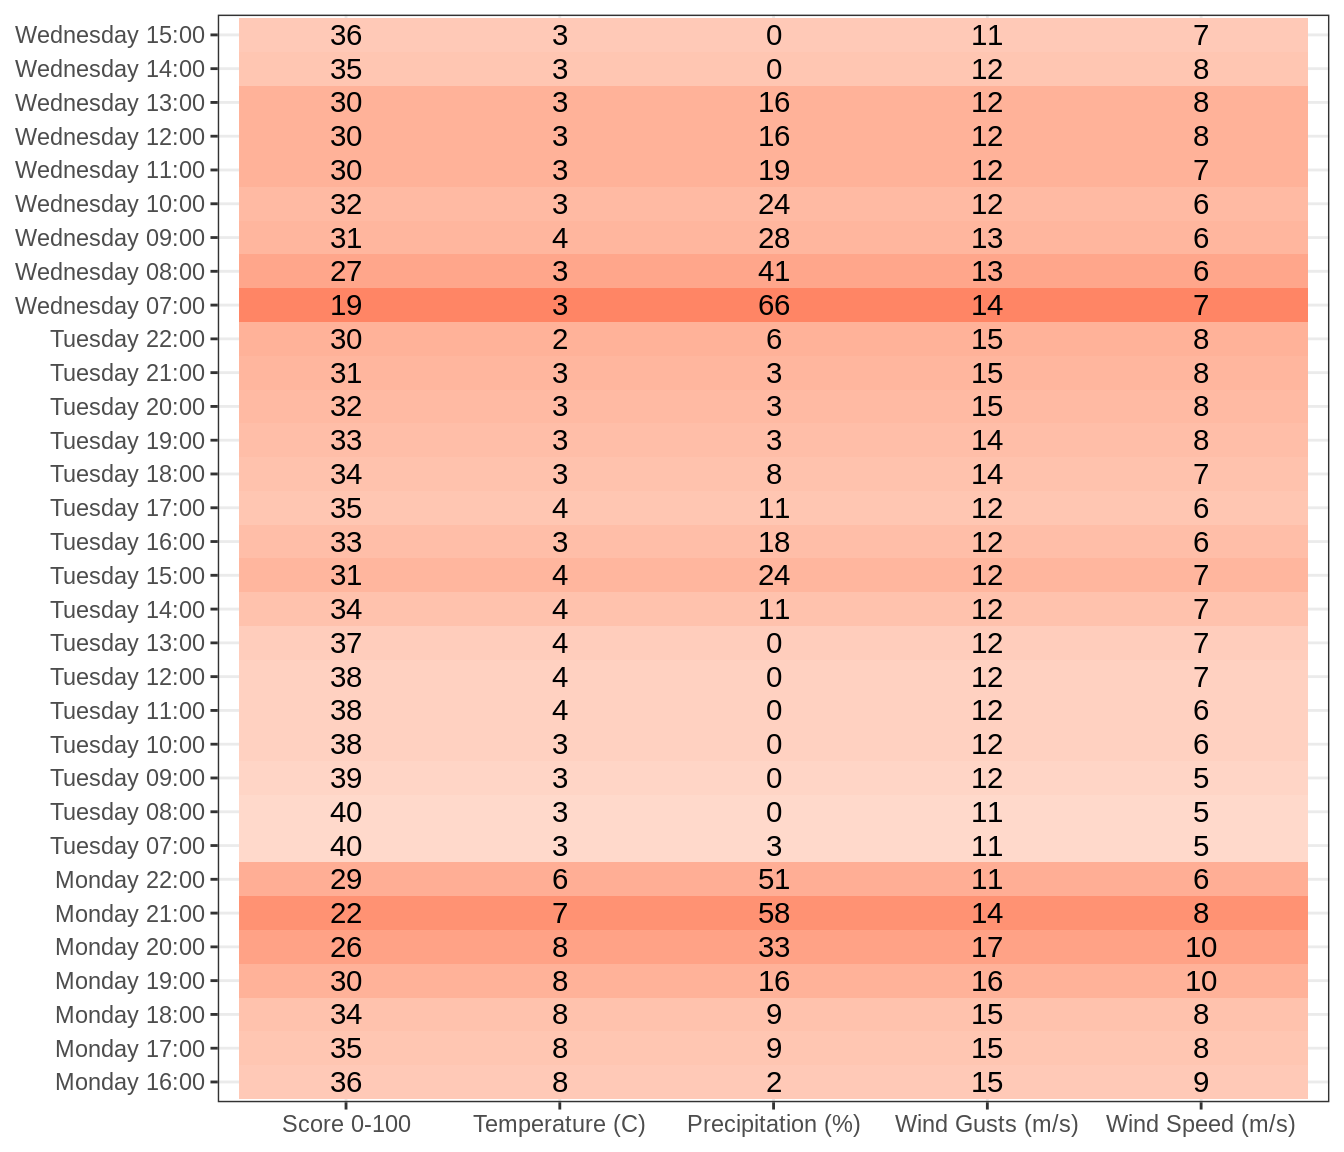 Wednesday 15:00 36 3 0 11 7
Wednesday 14:00 35 3 0 12 8
Wednesday 13:00 30 3 16 12 8
Wednesday 12:00 30 3 16 12 8
Wednesday 11:00 30 3 19 12 7
Wednesday 10:00 32 3 24 12 6
Wednesday 09:00 31 4 28 13 6
Wednesday 08:00 27 3 41 13 6
Wednesday 07:00 19 3 66 14 7
Tuesday 22:00 30 2 6 15 8
Tuesday 21:00 31 3 3 15 8
Tuesday 20:00 32 3 3 15 8
Tuesday 19:00 33 3 3 14 8
Tuesday 18:00 34 3 8 14 7
Tuesday 17:00 35 4 11 12 6
Tuesday 16:00 33 3 18 12 6
Tuesday 15:00 31 4 24 12 7
Tuesday 14:00 34 4 11 12 7
Tuesday 13:00 37 4 0 12 7
Tuesday 12:00 38 4 0 12 7
Tuesday 11:00 38 4 0 12 6
Tuesday 10:00 38 3 0 12 6
Tuesday 09:00 39 3 0 12 5
Tuesday 08:00 40 3 0 11 5
Tuesday 07:00 40 3 3 11 5
Monday 22:00 29 6 51 11 6
Monday 21:00 22 7 58 14 8
Monday 20:00 26 8 33 17 10
Monday 19:00 30 8 16 16 10
Monday 18:00 34 8 9 15 8
Monday 17:00 35 8 9 15 8
Monday 16:00 36 8 2 15 9
Score 0-100 Temperature (C) Precipitation (%) Wind Gusts (m/s) Wind Speed (m/s)